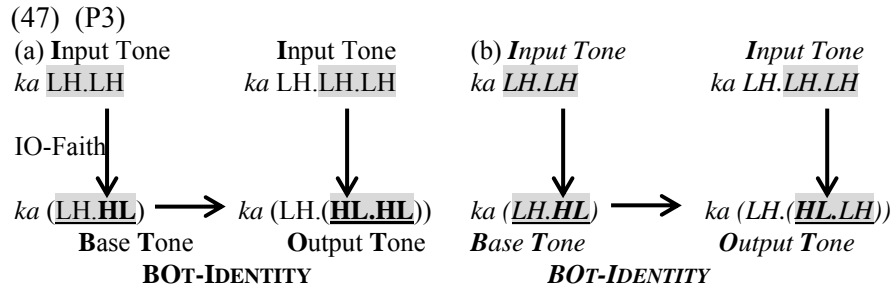 (47) (P3)
(a) Input Tone Input Tone (b) Input Tone Input Tone
ka LH.LH ka LH.LH.LH ka LH.LH ka LH.LH.LH
IO-Faith
ka (LH.HL) ka (LH.(HL.HL)) ka (LH.HL) ka (LH.(HL.LH))
Base Tone Output Tone Base Tone Output Tone
BOT-IDENTITY BOT-IDENTITY